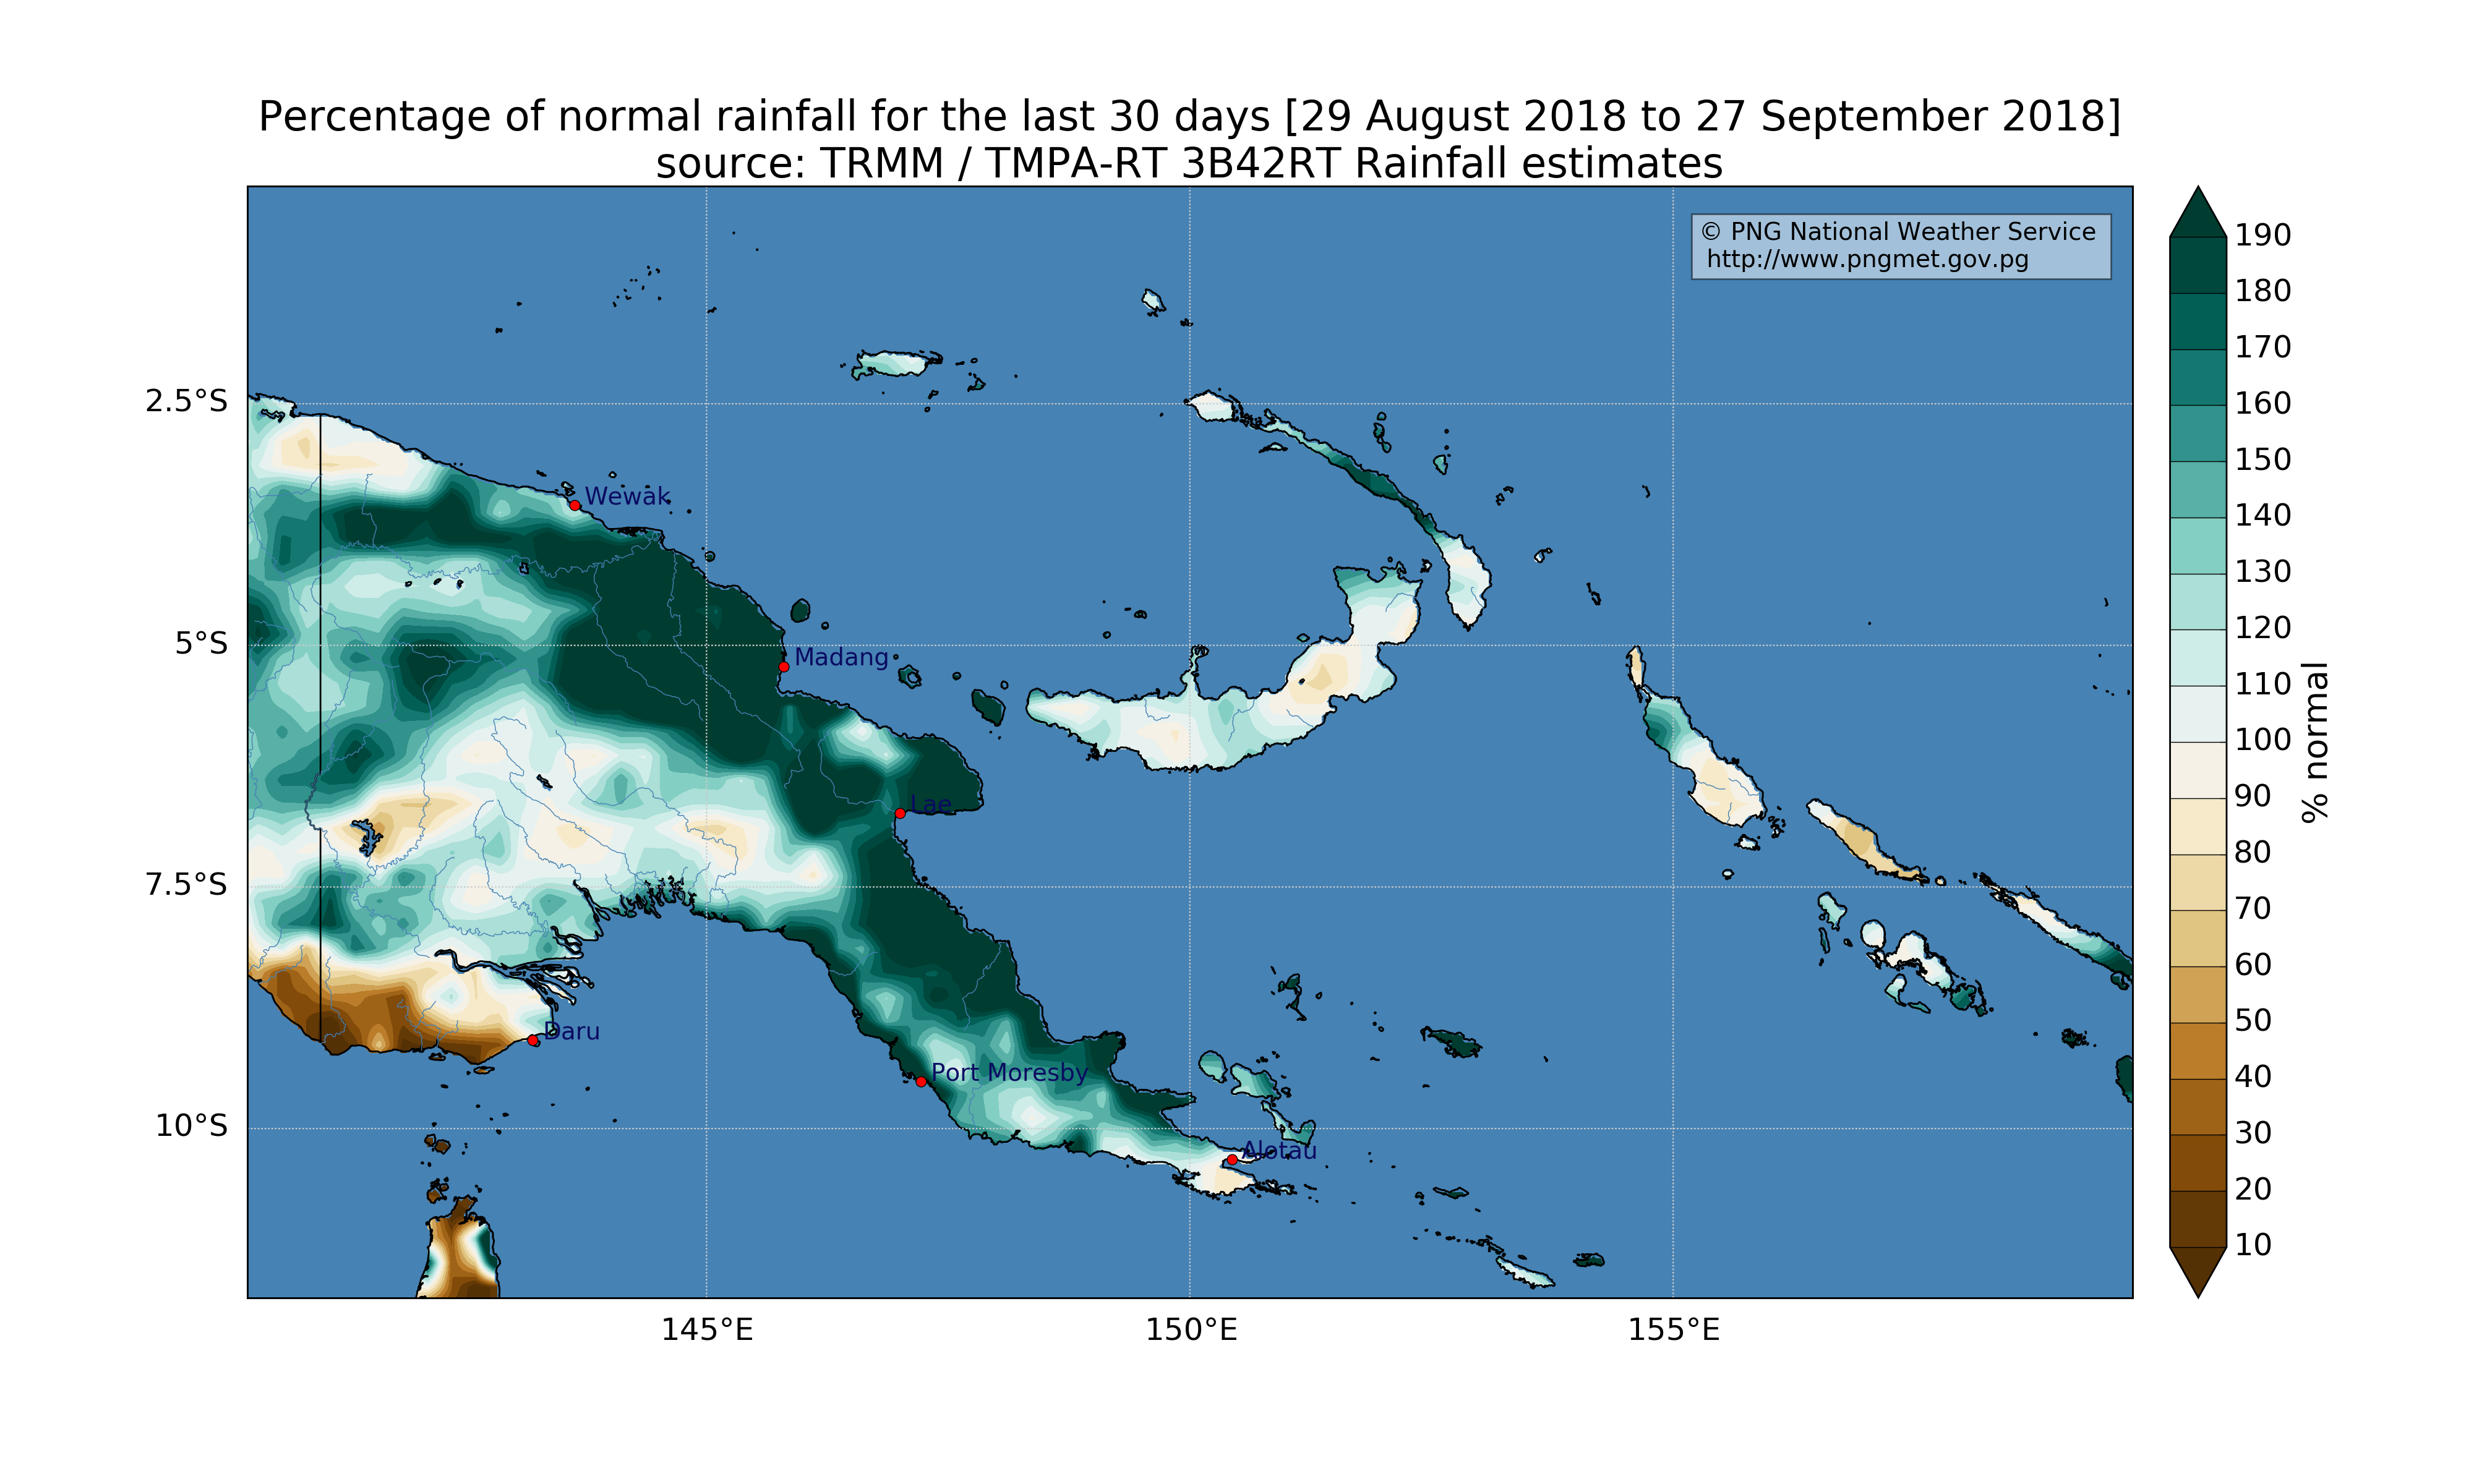 Percentage of normal rainfall for the last 30 days [29 August 2018 to 27 September 2018]
source: TRMM / TMPA-RT 3B42RT Rainfall estimates
© PNG National Weather Service
http://www.pngmet.gov.pg
190
180
170
160
150
140
130
120
110
100
90
80
70
60
50
40
30
20
10
% normal
2.5°S
5°S
7.5°S
10°S
Wewak
Madang
Lae
Daru
Port Moresby
Alotau
145°E
150°E
155°E